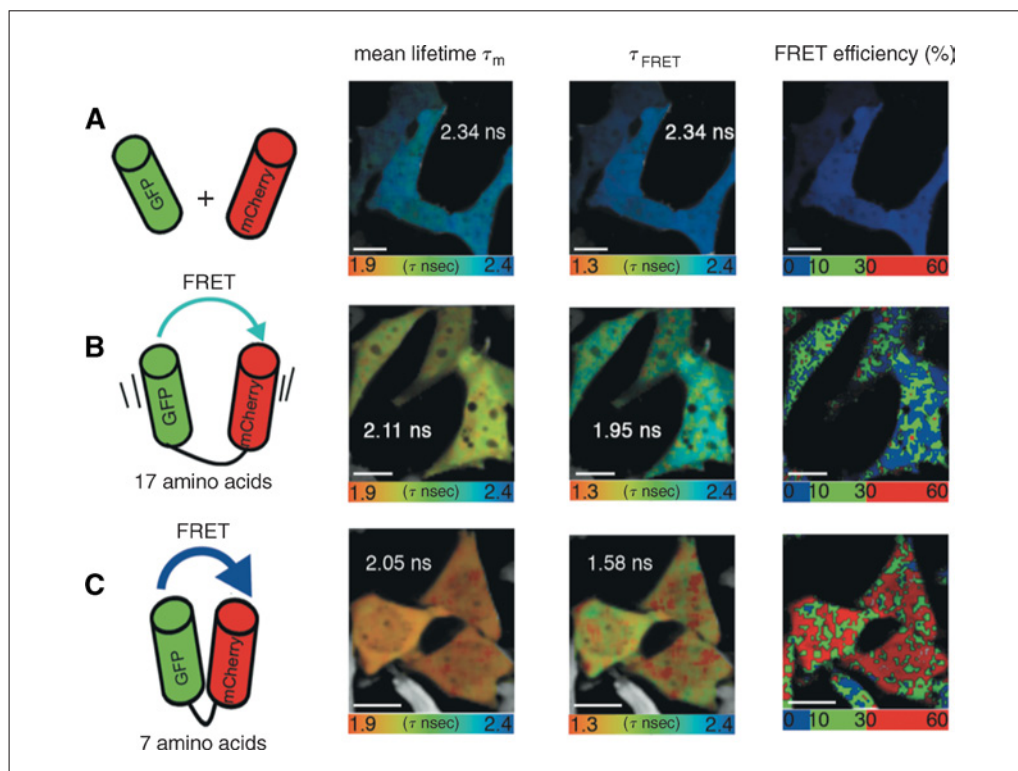 mean lifetime τm
τFRET
FRET efficiency (%)
A
GFP
+
mCherry
2.34 ns
2.34 ns
1.9 (τ nsec) 2.4
1.3 (τ nsec) 2.4
0 10 30 60
FRET
B
GFP
mCherry
17 amino acids
2.11 ns
1.95 ns
1.9 (τ nsec) 2.4
1.3 (τ nsec) 2.4
0 10 30 60
FRET
C
GFP
mCherry
7 amino acids
2.05 ns
1.58 ns
1.9 (τ nsec) 2.4
1.3 (τ nsec) 2.4
0 10 30 60